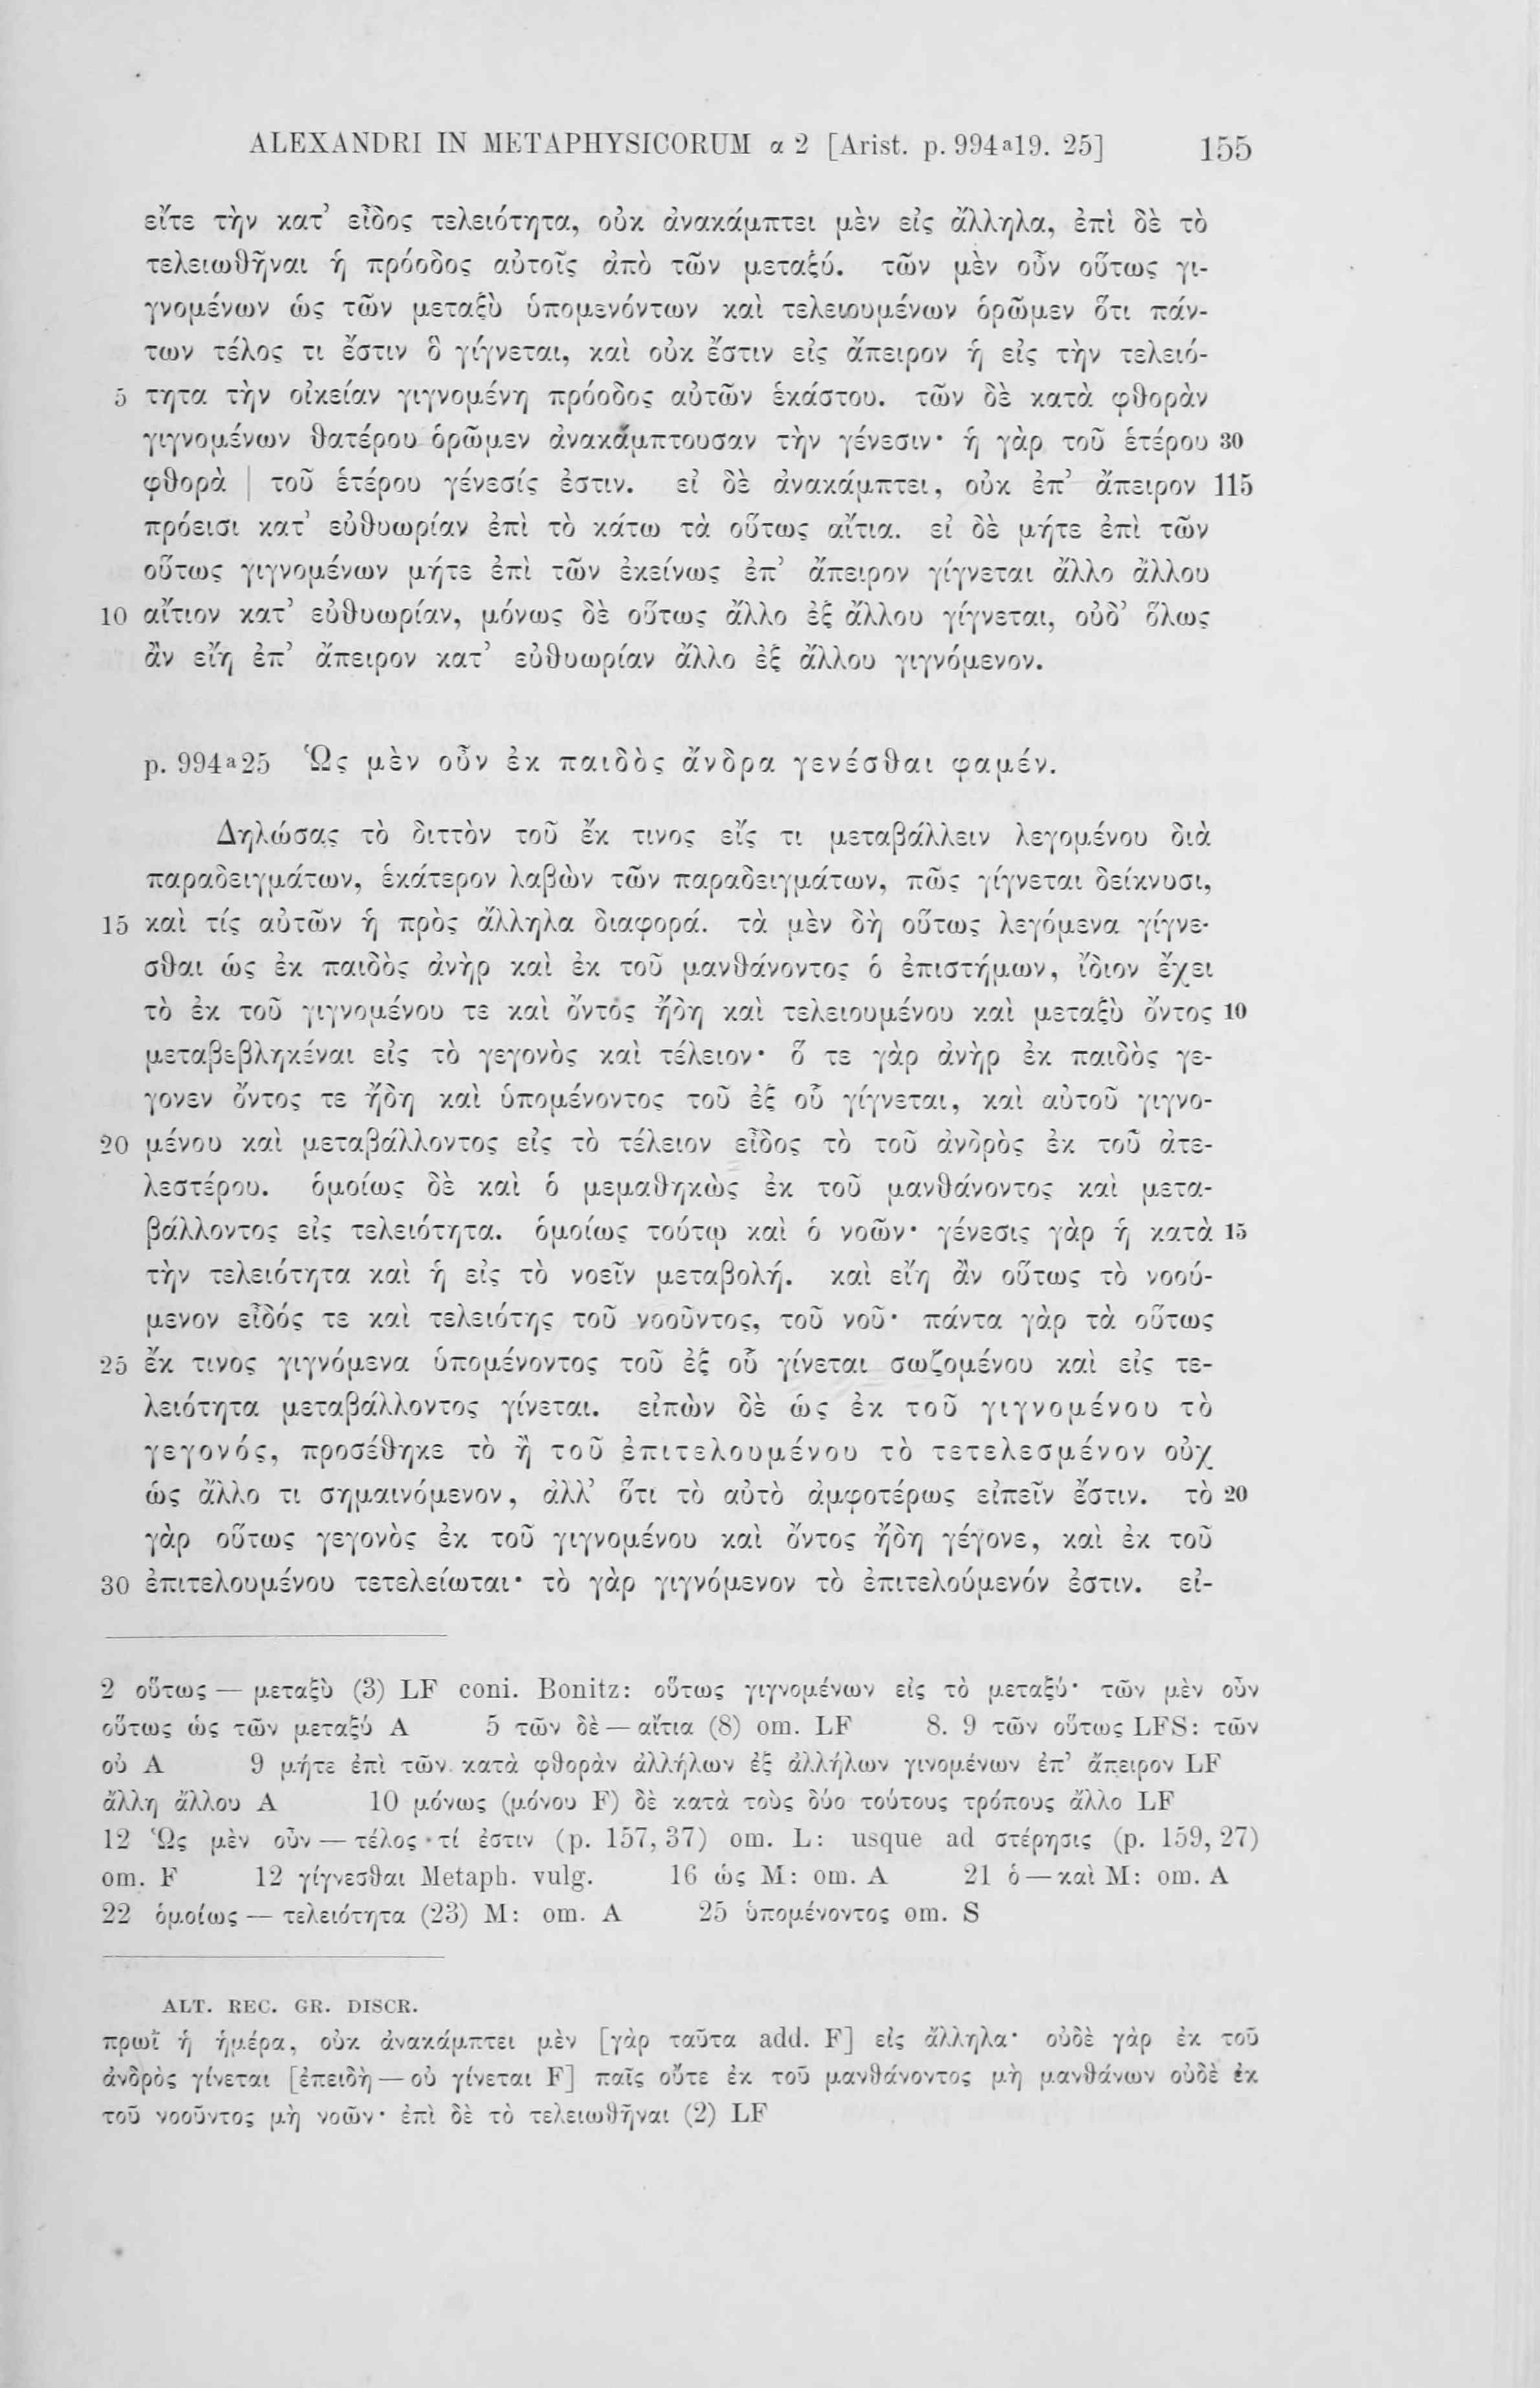 ALEXANDRI IN METAPHYSICORUM α 2 [Arist. p. 994ᵃ19. 25] 155
εἴτε τὴν κατ’ εἶδος τελειότητα, οὐκ ἀνακάμπτει μὲν εἰς ἄλληλα, ἐπὶ δὲ τὸ
τελειωθῆναι ἡ πρόοδος αὐτοῖς ἀπὸ τῶν μεταξύ. τῶν μὲν οὖν οὕτως γι-
γνομένων ὡς τῶν μεταξὺ ὑπομενόντων καὶ τελειουμένων ὁρῶμεν ὅτι πάν-
των τέλος τι ἔστιν ὃ γίγνεται, καὶ οὐκ ἔστιν εἰς ἄπειρον ἡ εἰς τὴν τελειό-
5 τητα τὴν οἰκείαν γιγνομένη πρόοδος αὐτῶν ἑκάστου. τῶν δὲ κατὰ φθορὰν
γιγνομένων θατέρου ὁρῶμεν ἀνακάμπτουσαν τὴν γένεσιν· ἡ γὰρ τοῦ ἑτέρου 30
φθορὰ | τοῦ ἑτέρου γένεσίς ἐστιν. εἰ δὲ ἀνακάμπτει, οὐκ ἐπ’ ἄπειρον 115
πρόεισι κατ’ εὐθυωρίαν ἐπὶ τὸ κάτω τὰ οὕτως αἴτια. εἰ δὲ μήτε ἐπὶ τῶν
οὕτως γιγνομένων μήτε ἐπὶ τῶν ἐκείνως ἐπ’ ἄπειρον γίγνεται ἄλλο ἄλλου
10 αἴτιον κατ’ εὐθυωρίαν, μόνως δὲ οὕτως ἄλλο ἐξ ἄλλου γίγνεται, οὐδ’ ὅλως
ἂν εἴη ἐπ’ ἄπειρον κατ’ εὐθυωρίαν ἄλλο ἐξ ἄλλου γιγνόμενον.
p. 994ᵃ25 Ὡς μὲν οὖν ἐκ παιδὸς ἄνδρα γενέσθαι φαμέν.
Δηλώσας τὸ διττὸν τοῦ ἔκ τινος εἴς τι μεταβάλλειν λεγομένου διὰ
παραδειγμάτων, ἑκάτερον λαβὼν τῶν παραδειγμάτων, πῶς γίγνεται δείκνυσι,
15 καὶ τίς αὐτῶν ἡ πρὸς ἄλληλα διαφορά. τὰ μὲν δὴ οὕτως λεγόμενα γίγνε-
σθαι ὡς ἐκ παιδὸς ἀνὴρ καὶ ἐκ τοῦ μανθάνοντος ὁ ἐπιστήμων, ἴδιον ἔχει
τὸ ἐκ τοῦ γιγνομένου τε καὶ ὄντος ἤδη καὶ τελειουμένου καὶ μεταξὺ ὄντος 10
μεταβεβληκέναι εἰς τὸ γεγονὸς καὶ τέλειον· ὅ τε γὰρ ἀνὴρ ἐκ παιδὸς γέ-
γονεν ὄντος τε ἤδη καὶ ὑπομένοντος τοῦ ἐξ οὗ γίγνεται, καὶ αὐτοῦ γιγνο-
20 μένου καὶ μεταβάλλοντος εἰς τὸ τέλειον εἶδος τὸ τοῦ ἀνδρὸς ἐκ τοῦ ἀτε-
λεστέρου. ὁμοίως δὲ καὶ ὁ μεμαθηκὼς ἐκ τοῦ μανθάνοντος καὶ μετα-
βάλλοντος εἰς τελειότητα. ὁμοίως τούτῳ καὶ ὁ νοῶν· γένεσις γὰρ ἡ κατὰ 15
τὴν τελειότητα καὶ ἡ εἰς τὸ νοεῖν μεταβολή. καὶ εἴη ἂν οὕτως τὸ νοού-
μενον εἶδός τε καὶ τελειότης τοῦ νοοῦντος, τοῦ νοῦ· πάντα γὰρ τὰ οὕτως
25 ἔκ τινος γιγνόμενα ὑπομένοντος τοῦ ἐξ οὗ γίνεται σωζομένου καὶ εἰς τε-
λειότητα μεταβάλλοντος γίνεται. εἰπὼν δὲ ὡς ἐκ τοῦ γιγνομένου τὸ
γεγονός, προσέθηκε τὸ ἢ τοῦ ἐπιτελουμένου τὸ τετελεσμένον οὐχ
ὡς ἄλλο τι σημαινόμενον, ἀλλ’ ὅτι τὸ αὐτὸ ἀμφοτέρως εἰπεῖν ἔστιν. τὸ 20
γὰρ οὕτως γεγονὸς ἐκ τοῦ γιγνομένου καὶ ὄντος ἤδη γέγονε, καὶ ἐκ τοῦ
30 ἐπιτελουμένου τετελείωται· τὸ γὰρ γιγνόμενον τὸ ἐπιτελούμενόν ἐστιν. εἰ-
2 οὕτως — μεταξὺ (3) LF coni. Bonitz: οὕτως γιγνομένων εἰς τὸ μεταξύ· τῶν μὲν οὖν
οὕτως ὡς τῶν μεταξύ A 5 τῶν δὲ — αἴτια (8) om. LF 8. 9 τῶν οὕτως LFS: τῶν
οὐ A 9 μήτε ἐπὶ τῶν κατὰ φθορὰν ἀλλήλων ἐξ ἀλλήλων γινομένων ἐπ’ ἄπειρον LF
ἄλλη ἄλλου A 10 μόνως (μόνου F) δὲ κατὰ τοὺς δύο τούτους τρόπους ἄλλο LF
12 Ὡς μὲν οὖν — τέλος τί ἐστιν (p. 157, 37) om. L: usque ad στέρησις (p. 159, 27)
om. F 12 γίγνεσθαι Metaph. vulg. 16 ὡς M: om. A 21 ὁ — καὶ M: om. A
22 ὁμοίως — τελειότητα (23) M: om. A 25 ὑπομένοντος om. S
ALT. REC. GR. DISCR.
πρωῒ ἡ ἡμέρα, οὐκ ἀνακάμπτει μὲν [γὰρ ταῦτα add. F] εἰς ἄλληλα· οὐδὲ γὰρ ἐκ τοῦ
ἀνδρὸς γίνεται [ἐπειδὴ — οὐ γίνεται F] παῖς οὔτε ἐκ τοῦ μανθάνοντος μὴ μανθάνων οὐδὲ ἐκ
τοῦ νοοῦντος μὴ νοῶν· ἐπὶ δὲ τὸ τελειωθῆναι (2) LF